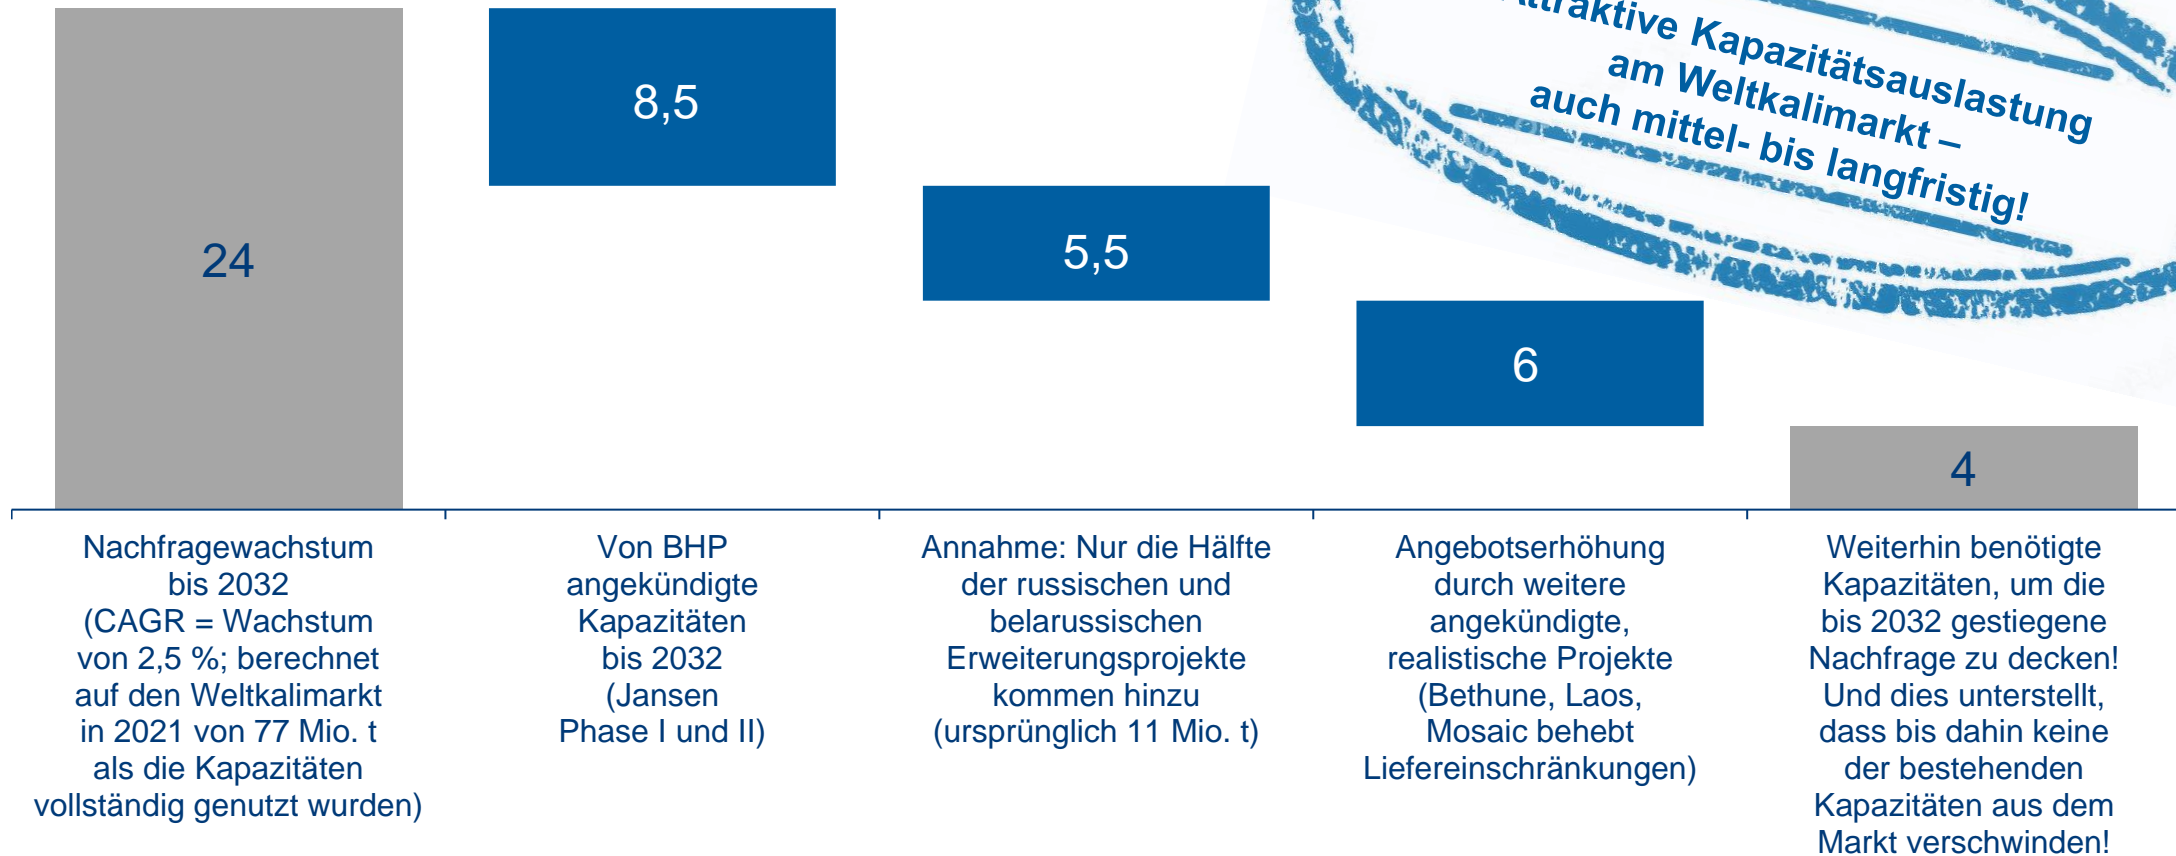 Attraktive Kapazitätsauslastung
am Weltkalimarkt –
auch mittel- bis langfristig!
24
8,5
5,5
6
4
Nachfragewachstum
bis 2032
(CAGR = Wachstum
von 2,5 %; berechnet
auf den Weltkalimarkt
in 2021 von 77 Mio. t
als die Kapazitäten
vollständig genutzt wurden)
Von BHP
angekündigte
Kapazitäten
bis 2032
(Jansen
Phase I und II)
Annahme: Nur die Hälfte
der russischen und
belarussischen
Erweiterungsprojekte
kommen hinzu
(ursprünglich 11 Mio. t)
Angebotserhöhung
durch weitere
angekündigte,
realistische Projekte
(Bethune, Laos,
Mosaic behebt
Liefereinschränkungen)
Weiterhin benötigte
Kapazitäten, um die
bis 2032 gestiegene
Nachfrage zu decken!
Und dies unterstellt,
dass bis dahin keine
der bestehenden
Kapazitäten aus dem
Markt verschwinden!